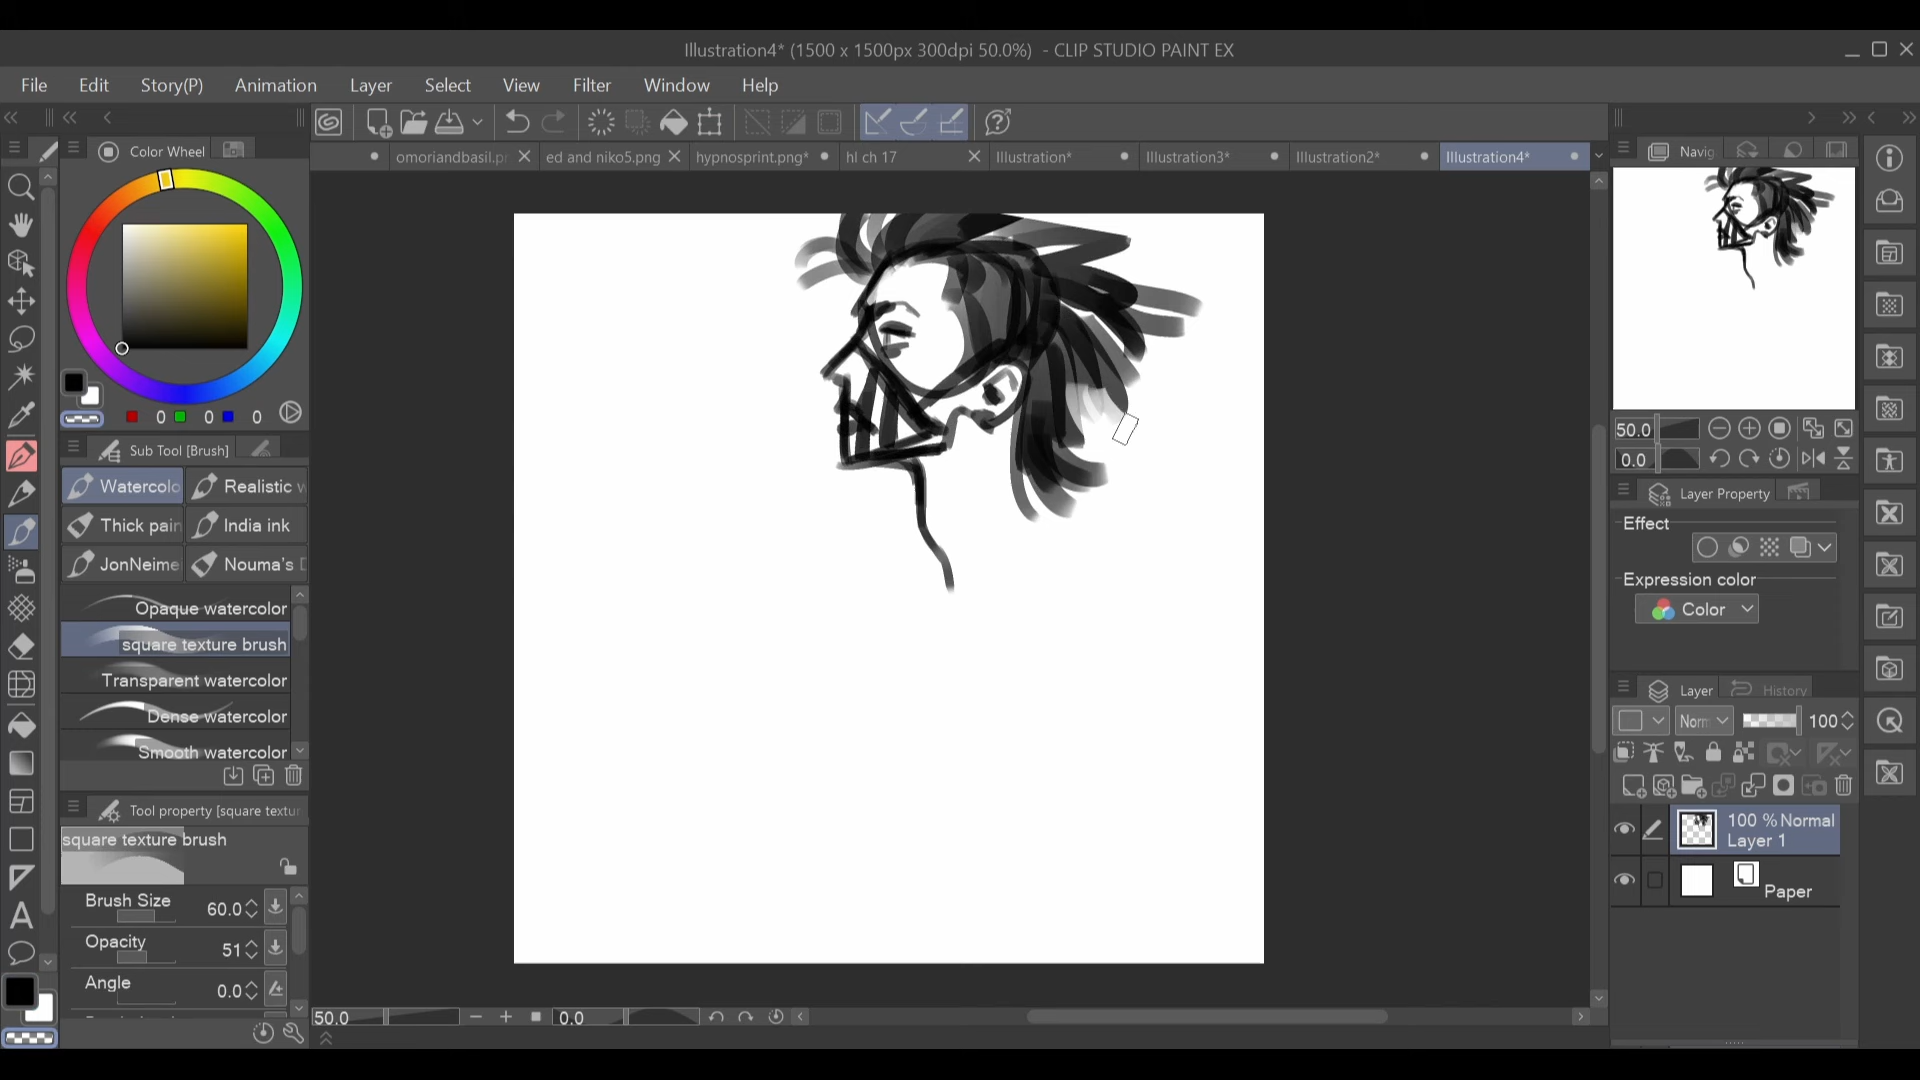 Illustration4* (1500 x 1500px 300dpi 50.0%) - CLIP STUDIO PAINT EX
File Edit Story(P) Animation Layer Select View Filter Window Help
omoriandbasil.pr ed and niko5.png hypnosprint.png* hl ch 17 Illustration* Illustration3* Illustration2* Illustration4*
Color Wheel
0 0 0
Sub Tool [Brush]
Watercolo Realistic w
Thick pain India ink
JonNeime Nouma's
Opaque watercolor
square texture brush
Transparent watercolor
Dense watercolor
Smooth watercolor
Tool property [square textur
square texture brush
Brush Size 60.0
Opacity 51
Angle 0.0
50.0 0.0
Navig
50.0
0.0
Layer Property
Effect
Expression color
Color
Layer History
Norm 100
100 % Normal
Layer 1
Paper